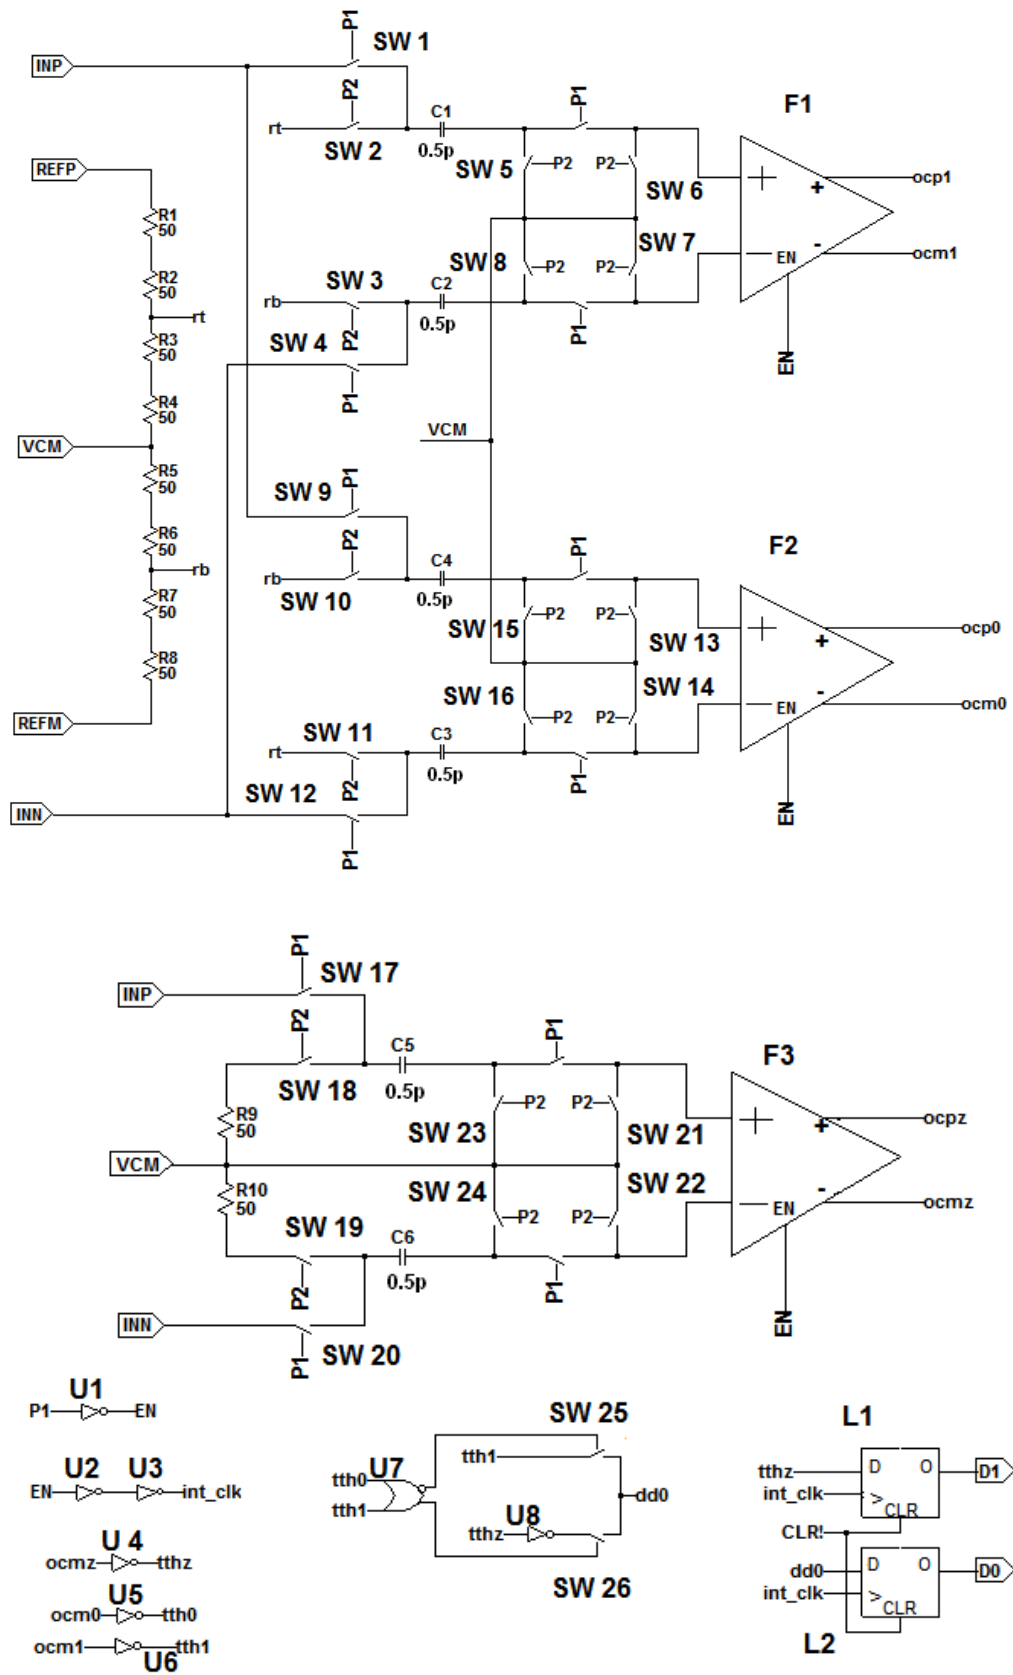 P1
SW 1
INP
P2
rt
SW 2
C1
0.5p
P1
F1
REFP
SW 5
P2
P2
SW 6
+
+
ocp1
R1
50
R2
50
rt
SW 8
P2
P2
SW 7
-
EN
ocm1
SW 3
rb
P2
C2
0.5p
P1
EN
R3
50
SW 4
P1
R4
50
VCM
VCM
R5
50
SW 9
P1
R6
50
rb
P2
rb
SW 10
C4
0.5p
P1
F2
R7
50
SW 15
P2
P2
SW 13
+
+
ocp0
R8
50
SW 16
P2
P2
SW 14
-
EN
ocm0
REFM
SW 11
rt
P2
C3
0.5p
P1
EN
SW 12
INN
P1
P1
SW 17
INP
P2
SW 18
C5
0.5p
P1
F3
R9
50
SW 23
P2
P2
SW 21
+
+
ocpz
VCM
R10
50
SW 24
P2
P2
SW 22
-
EN
ocmz
SW 19
P2
C6
0.5p
P1
EN
INN
P1
SW 20
U1
P1
EN
U2
U3
EN
int_clk
U 4
ocmz
tthz
U5
ocm0
tth0
ocm1
tth1
U6
SW 25
tth1
tth0
U7
tth1
U8
tthz
dd0
SW 26
L1
tthz
D
O
D1
int_clk
>
CLR
CLR!
dd0
D
O
D0
int_clk
>
CLR
L2